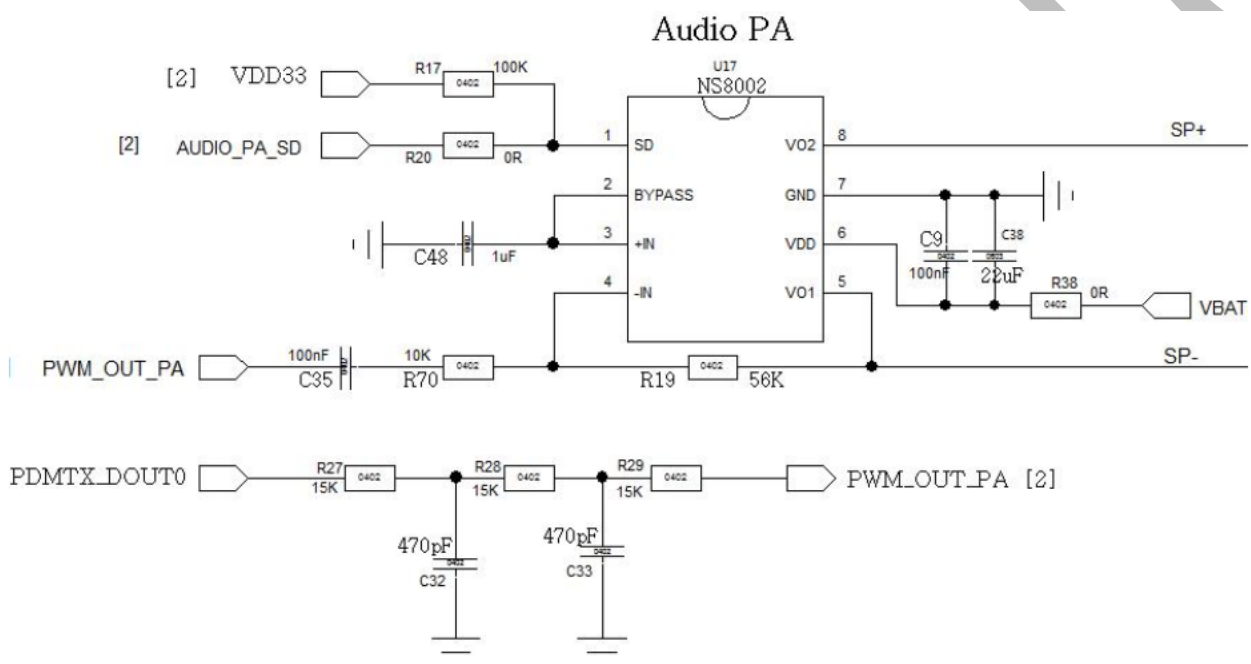 Audio PA
[2] VDD33 R17 0402 100K
U17
NS8002
[2] AUDIO_PA_SD R20 0402 0R
1 SD
2 BYPASS
3 +IN
4 -IN
VO2 8 SP+
GND 7
VDD 6
VO1 5
C48 0402 1uF
C9 0402 100nF
C38 0603 22uF
R38 0402 0R VBAT
PWM_OUT_PA 100nF 0402 C35 10K 0402 R70
R19 0402 56K SP-
PDMTX_DOUT0 R27 15K 0402 R28 15K 0402 R29 15K 0402 PWM_OUT_PA [2]
470pF 0402 C32
470pF 0402 C33